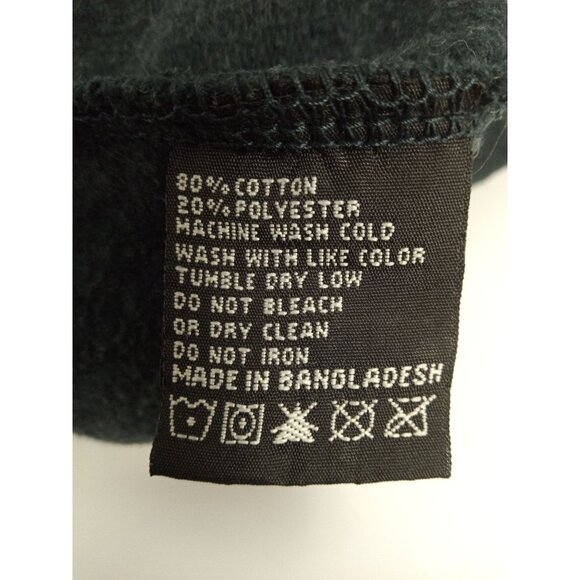 80% COTTON
20% POLYESTER
MACHINE WASH COLD
WASH WITH LIKE COLOR
TUMBLE DRY LOW
DO NOT BLEACH
OR DRY CLEAN
DO NOT IRON
MADE IN BANGLADESH